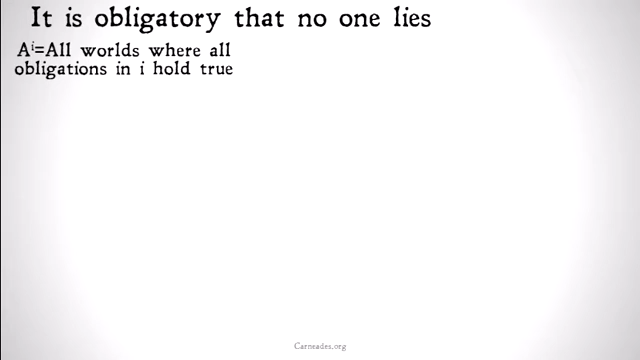 It is obligatory that no one lies
Aⁱ=All worlds where all
obligations in i hold true
Carneades.org